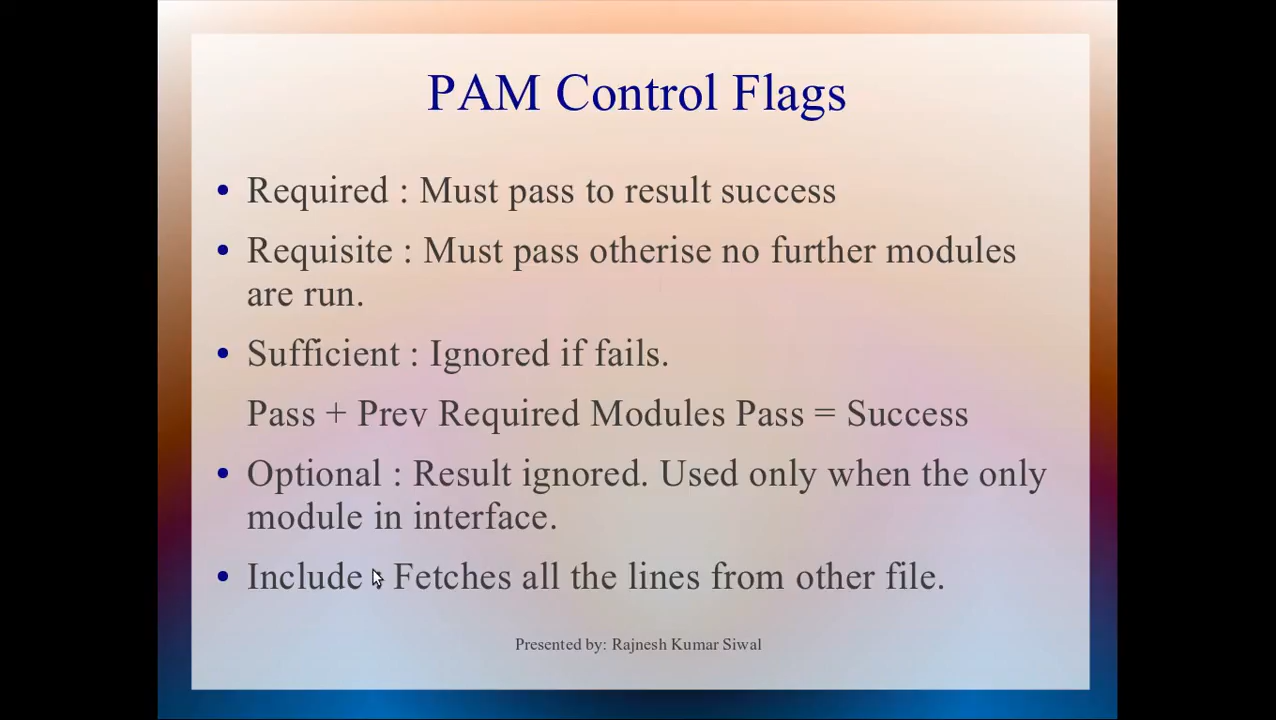 PAM Control Flags
• Required : Must pass to result success
• Requisite : Must pass otherise no further modules
are run.
• Sufficient : Ignored if fails.
Pass + Prev Required Modules Pass = Success
• Optional : Result ignored. Used only when the only
module in interface.
• Include : Fetches all the lines from other file.
Presented by: Rajnesh Kumar Siwal